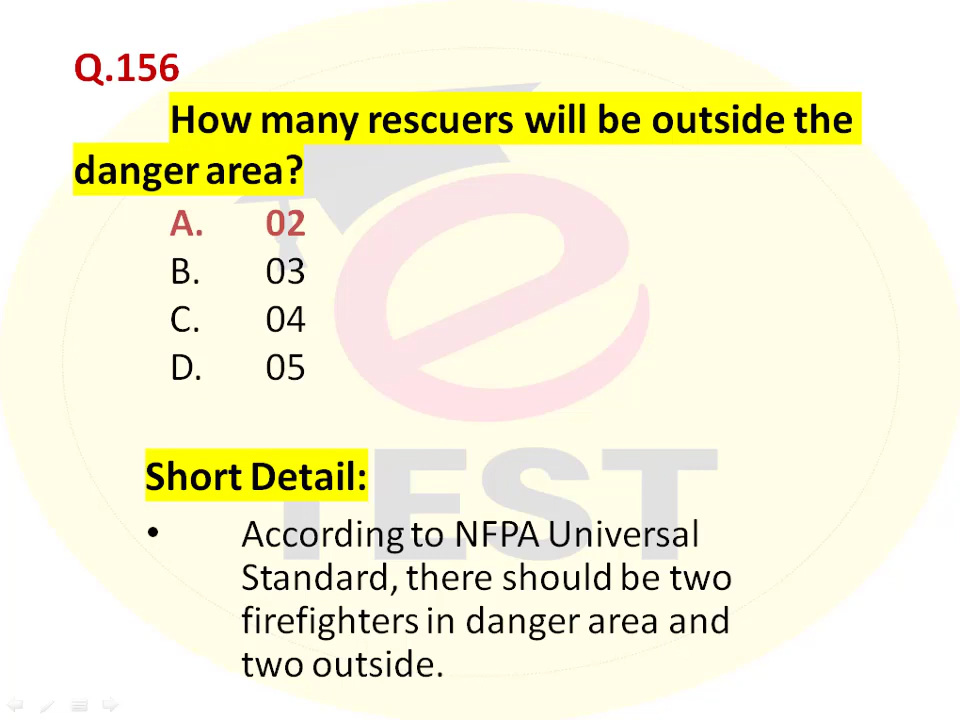 Q.156
How many rescuers will be outside the
danger area?
A. 02
B. 03
C. 04
D. 05
Short Detail:
• According to NFPA Universal
Standard, there should be two
firefighters in danger area and
two outside.
e
TEST